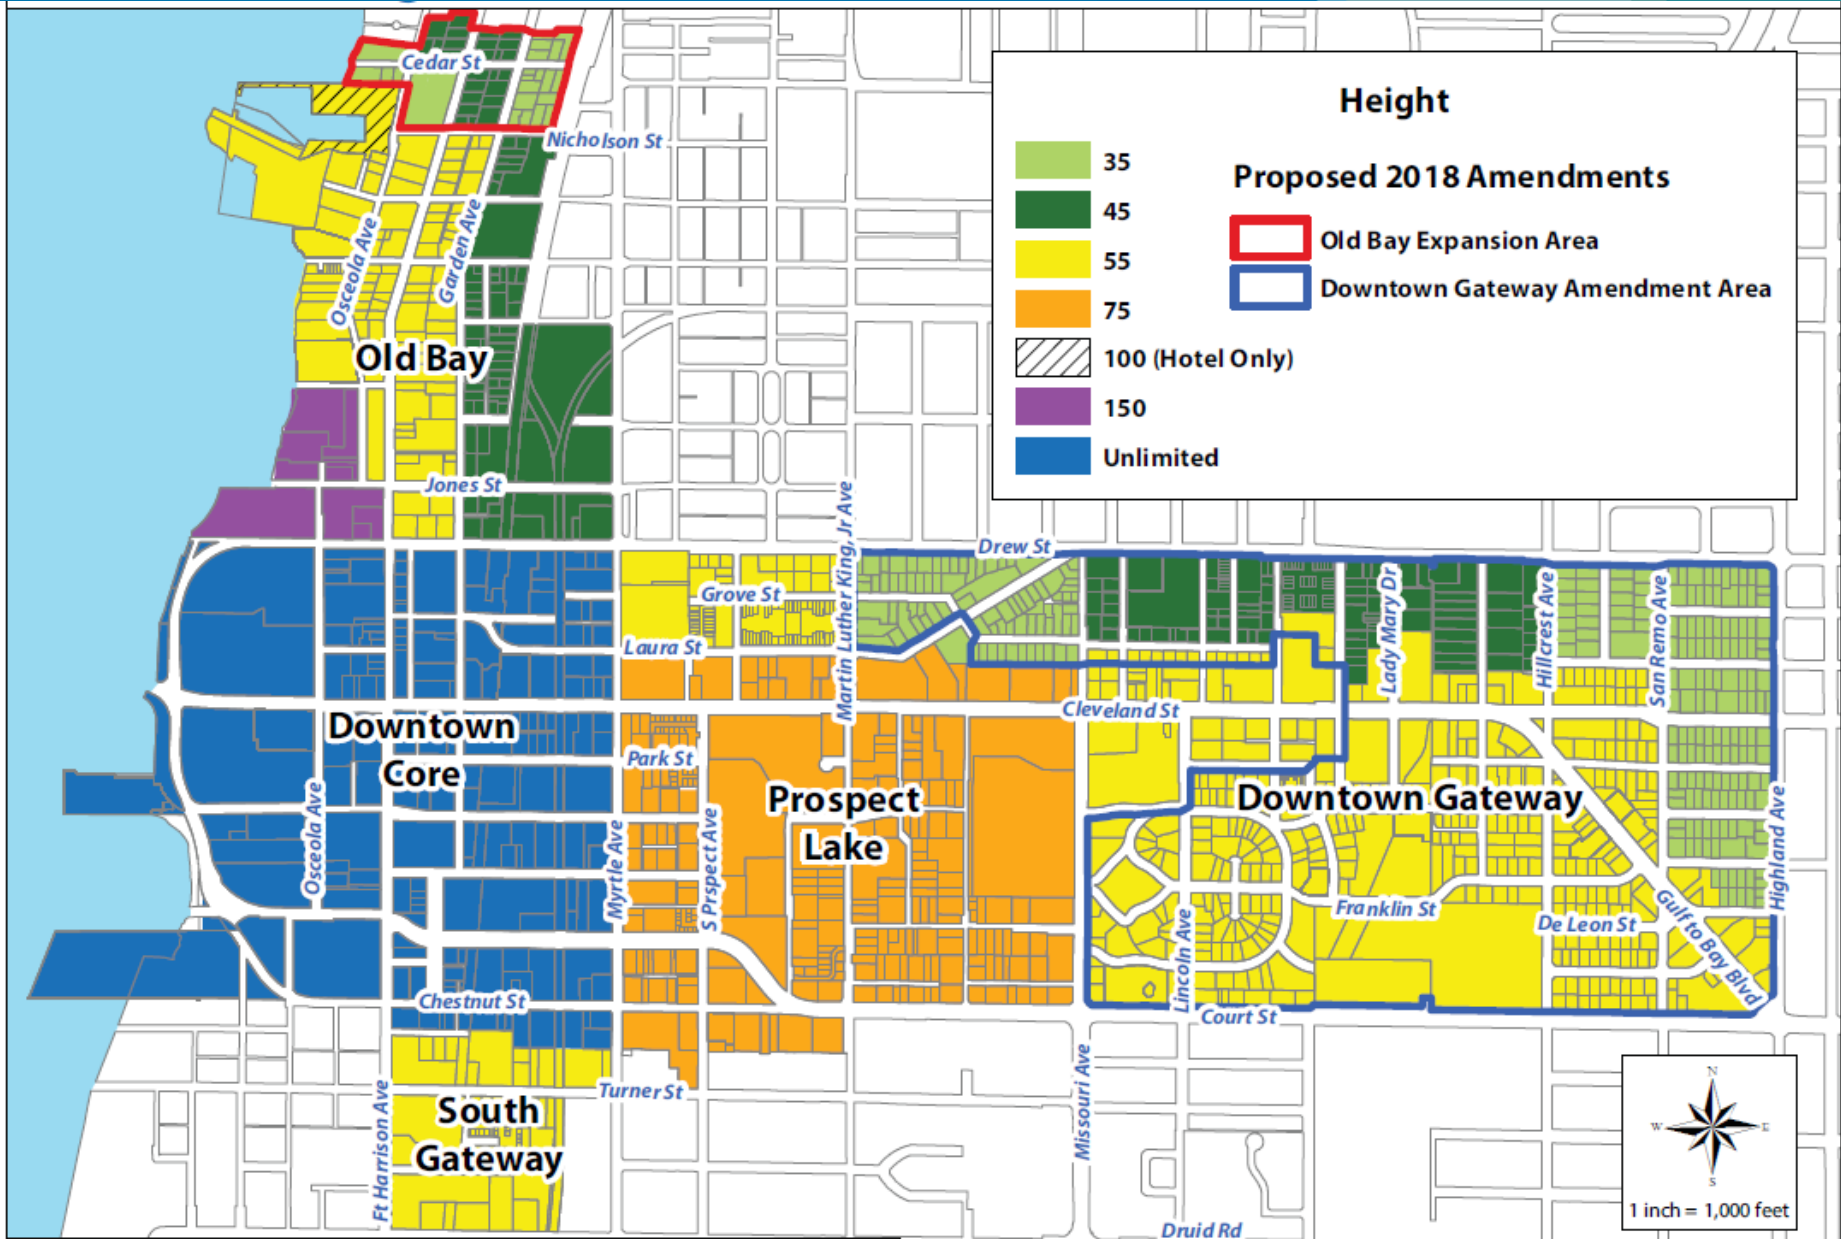 Height
35
45
55
75
100 (Hotel Only)
150
Unlimited
Proposed 2018 Amendments
Old Bay Expansion Area
Downtown Gateway Amendment Area
Cedar St
Nicholson St
Osceola Ave
Garden Ave
Old Bay
Jones St
Martin Luther King, Jr Ave
Drew St
Grove St
Laura St
Lady Mary Dr
Hillcrest Ave
San Remo Ave
Cleveland St
Downtown
Core
Park St
Prospect
Lake
Downtown Gateway
Osceola Ave
Myrtle Ave
S Prspect Ave
Highland Ave
Franklin St
De Leon St
Gulf to Bay Blvd
Lincoln Ave
Chestnut St
Court St
Turner St
South
Gateway
Ft Harrison Ave
Missouri Ave
Druid Rd
N
W
E
S
1 inch = 1,000 feet